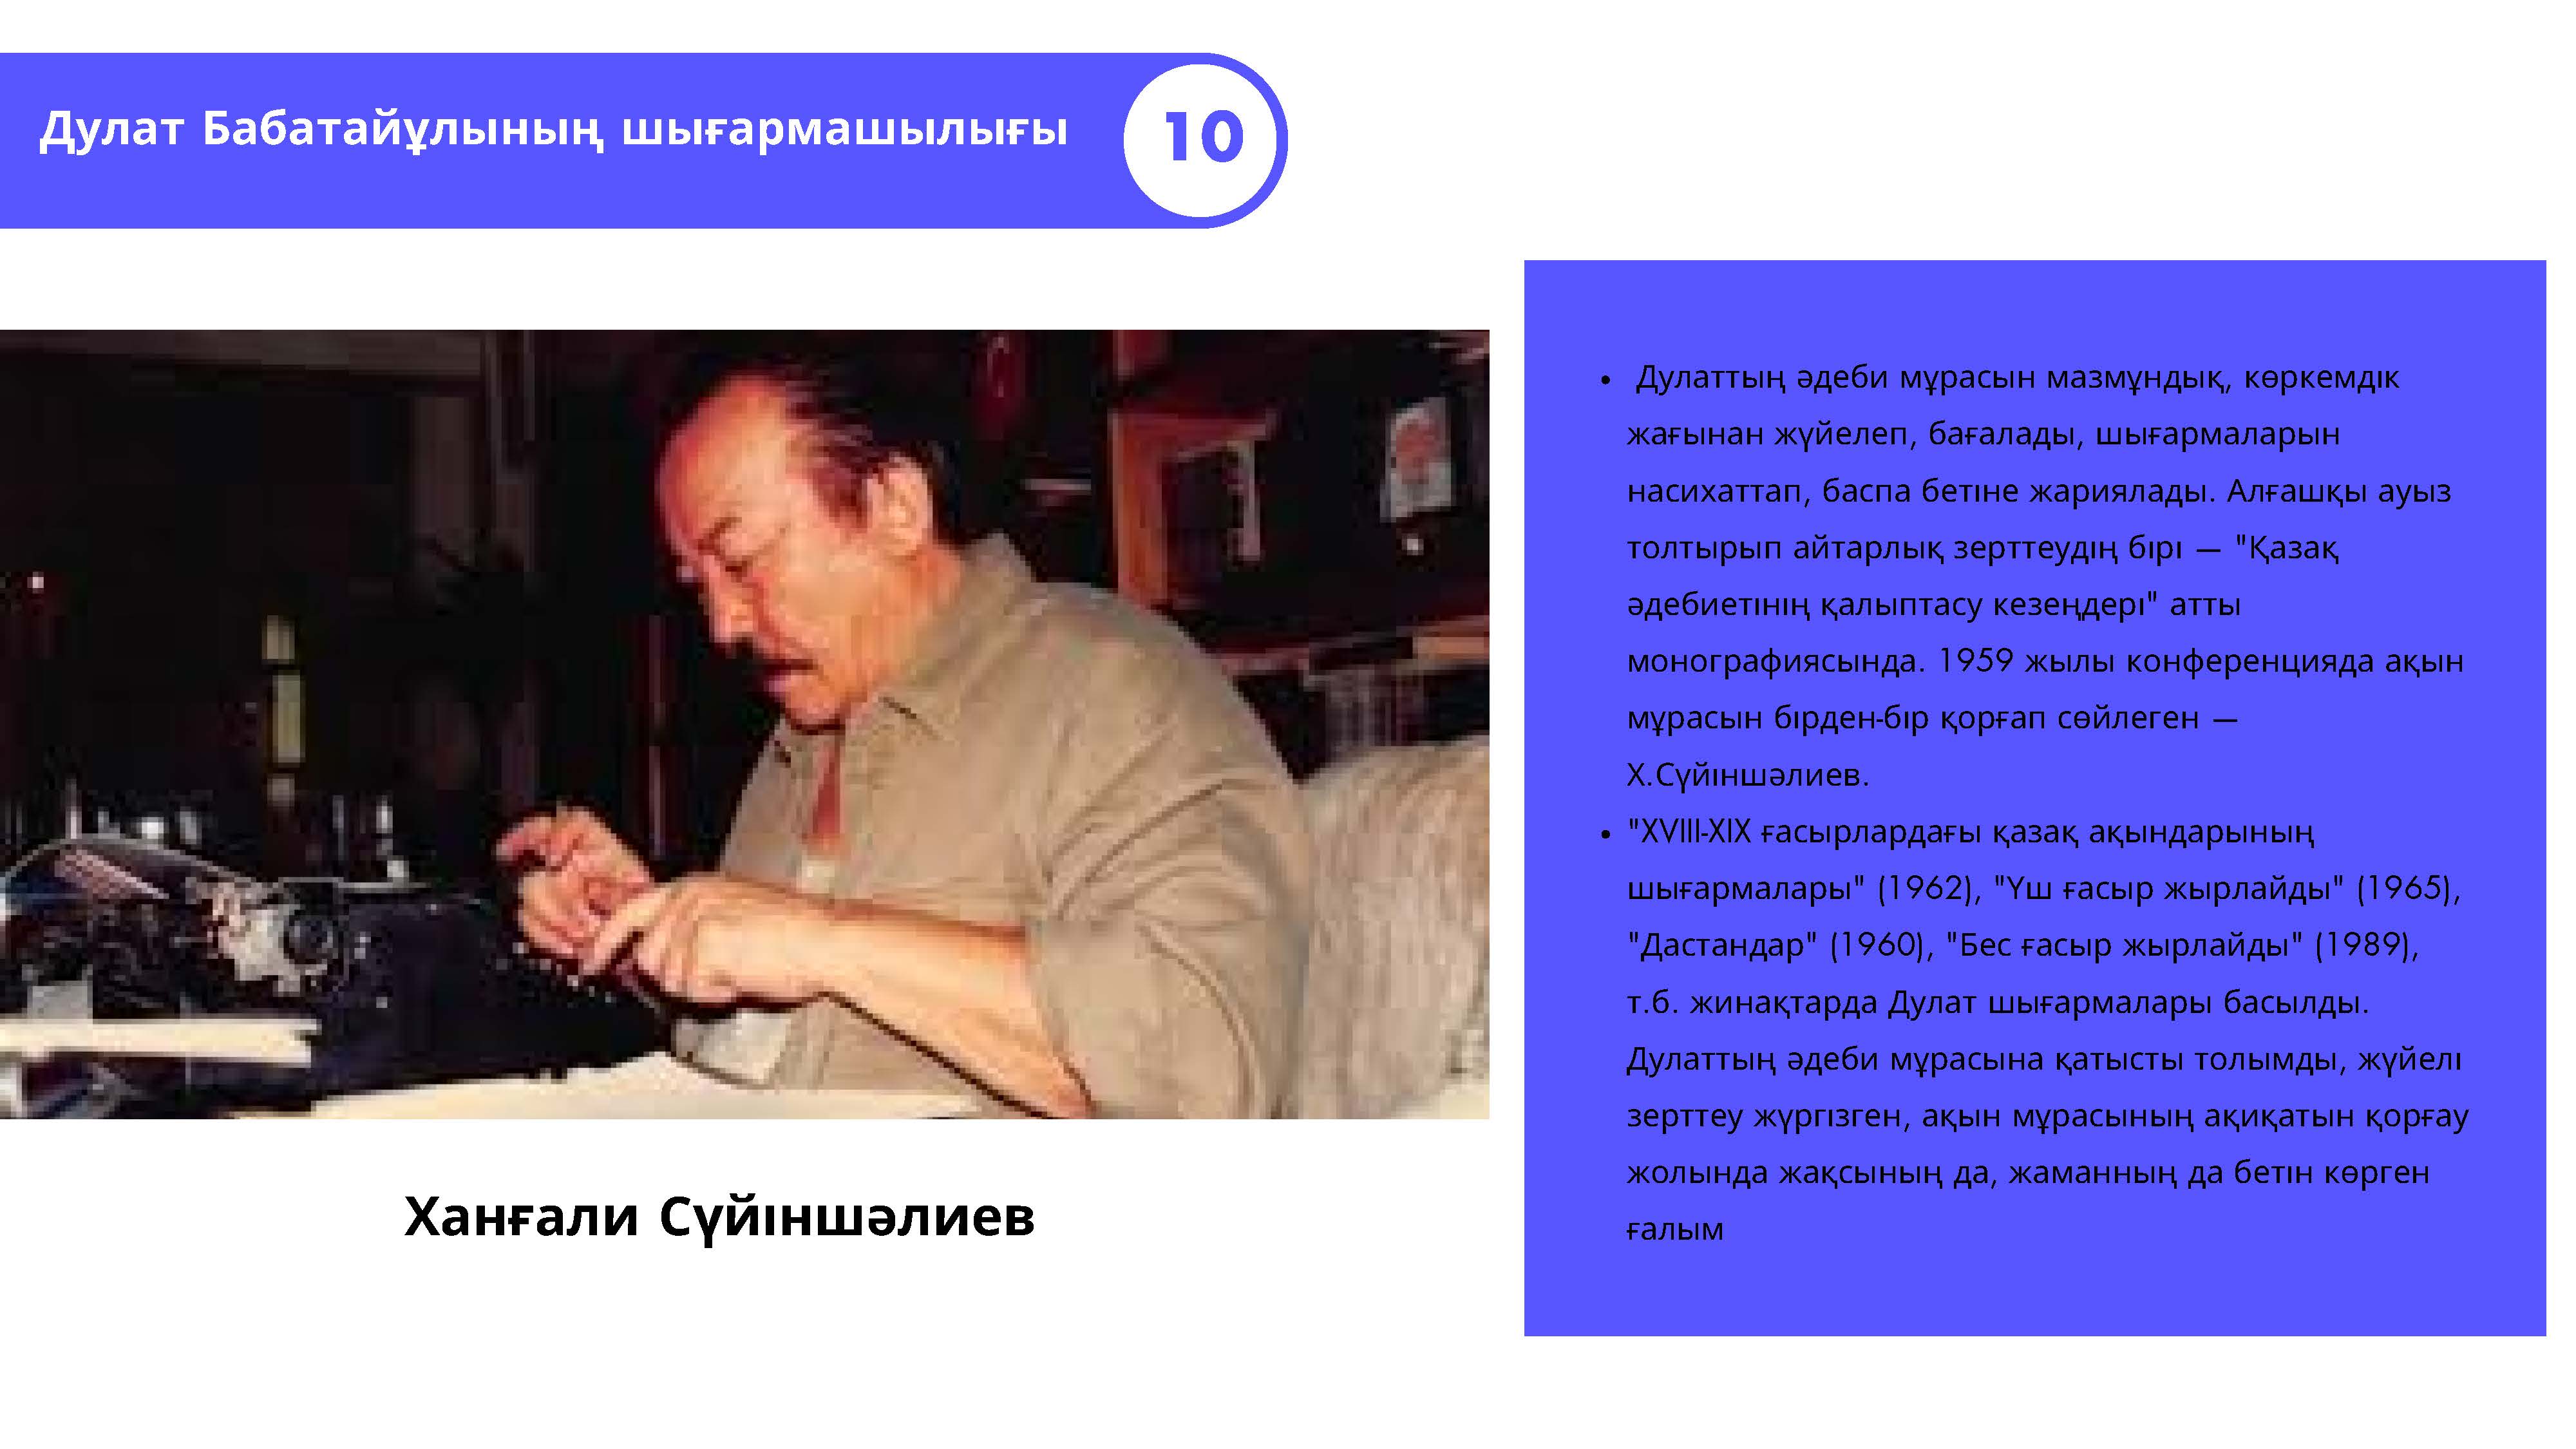 Дулат Бабатайұлының шығармашылығы
10
• Дулаттың әдеби мұрасын мазмұндық, көркемдік
жағынан жүйелеп, бағалады, шығармаларын
насихаттап, баспа бетіне жариялады. Алғашқы ауыз
толтырып айтарлық зерттеудің бірі — "Қазақ
әдебиетінің қалыптасу кезеңдері" атты
монографиясында. 1959 жылы конференцияда ақын
мұрасын бірден-бір қорғап сөйлеген —
Х.Сүйіншәлиев.
• "XVIII-XIX ғасырлардағы қазақ ақындарының
шығармалары" (1962), "Үш ғасыр жырлайды" (1965),
"Дастандар" (1960), "Бес ғасыр жырлайды" (1989),
т.б. жинақтарда Дулат шығармалары басылды.
Дулаттың әдеби мұрасына қатысты толымды, жүйелі
зерттеу жүргізген, ақын мұрасының ақиқатын қорғау
жолында жақсының да, жаманның да бетін көрген
ғалым
Ханғали Сүйіншәлиев